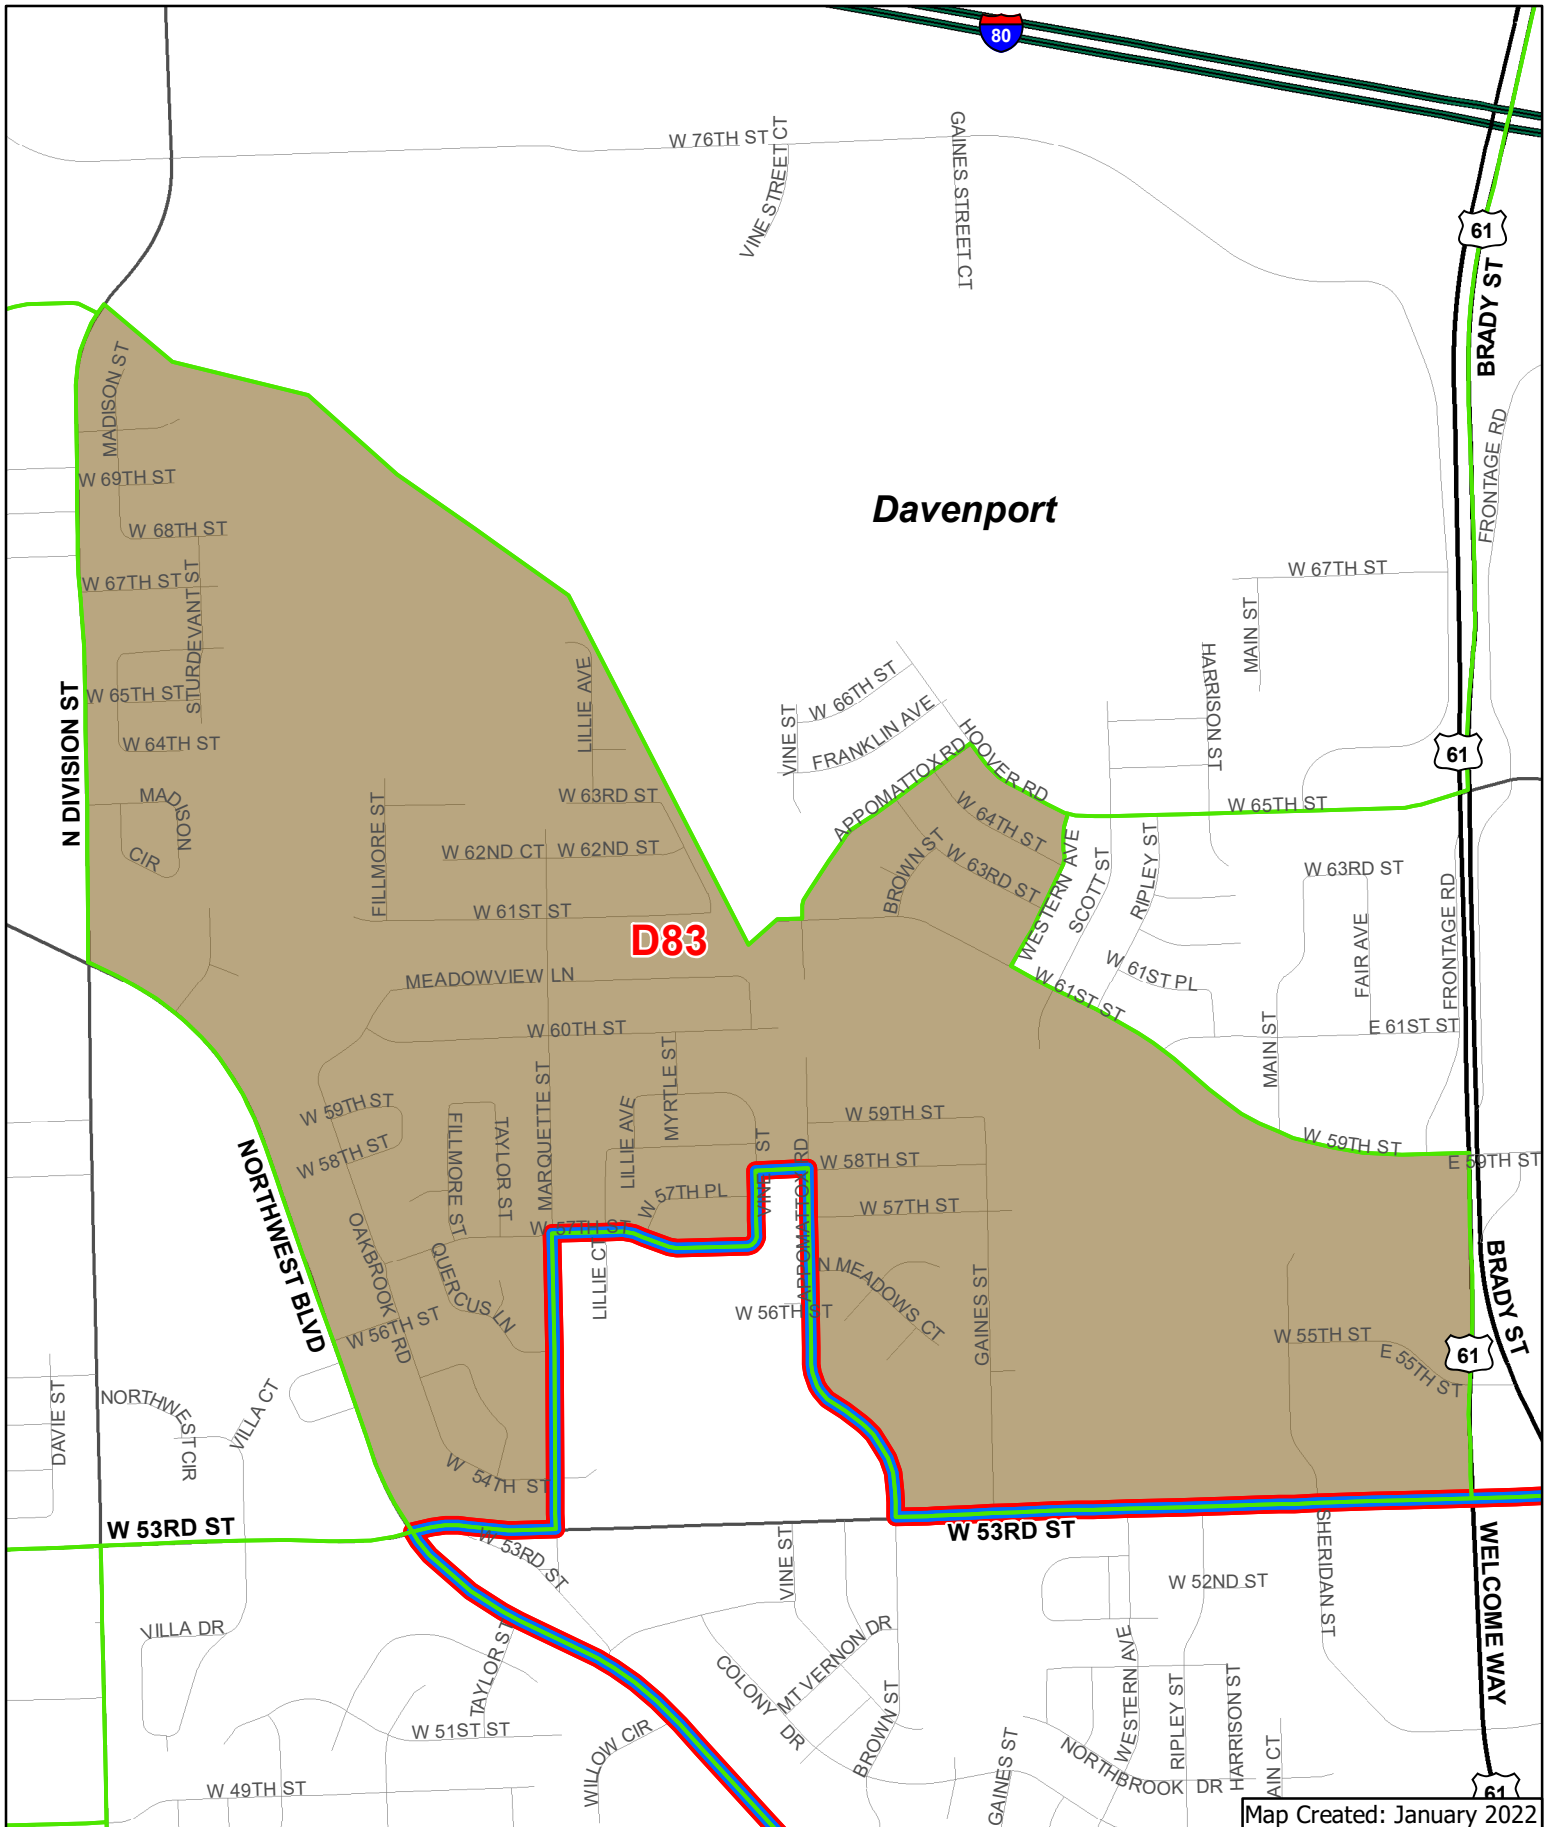 80
W 76TH ST
VINE STREET CT
GAINES STREET CT
61
BRADY ST
MADISON ST
FRONTAGE RD
W 69TH ST
Davenport
W 68TH ST
W 67TH ST
W 67TH ST
STURDEVANT ST
MAIN ST
HARRISON ST
LILLIE AVE
W 66TH ST
W 65TH ST
N DIVISION ST
VINE ST
FRANKLIN AVE
HOOVER RD
W 64TH ST
APPOMATTOX RD
61
MADISON CIR
W 63RD ST
W 65TH ST
FILLMORE ST
W 62ND CT
W 62ND ST
W 64TH ST
BROWN ST
W 63RD ST
WESTERN AVE
SCOTT ST
RIPLEY ST
W 63RD ST
W 61ST ST
D83
FAIR AVE
FRONTAGE RD
MEADOWVIEW LN
W 61ST ST
W 61ST PL
W 60TH ST
E 61ST ST
MAIN ST
MYRTLE ST
MARQUETTE ST
LILLIE AVE
W 59TH ST
W 59TH ST
FILLMORE ST
TAYLOR ST
W 58TH ST
VINE ST
APPOMATTOX RD
W 58TH ST
W 59TH ST
E 59TH ST
NORTHWEST BLVD
W 57TH PL
W 57TH ST
W 57TH ST
OAKBROOK RD
QUERCUS LN
LILLIE CT
N MEADOWS CT
GAINES ST
BRADY ST
W 56TH ST
W 56TH ST
W 55TH ST
E 55TH ST
61
DAVIE ST
NORTHWEST CIR
VILLA CT
W 54TH ST
W 53RD ST
W 53RD ST
W 53RD ST
VINE ST
SHERIDAN ST
WELCOME WAY
W 52ND ST
VILLA DR
TAYLOR ST
MT VERNON DR
COLONY DR
BROWN ST
WESTERN AVE
RIPLEY ST
HARRISON ST
W 51ST ST
WILLOW CIR
GAINES ST
NORTHBROOK DR
AIN CT
W 49TH ST
61
Map Created: January 2022